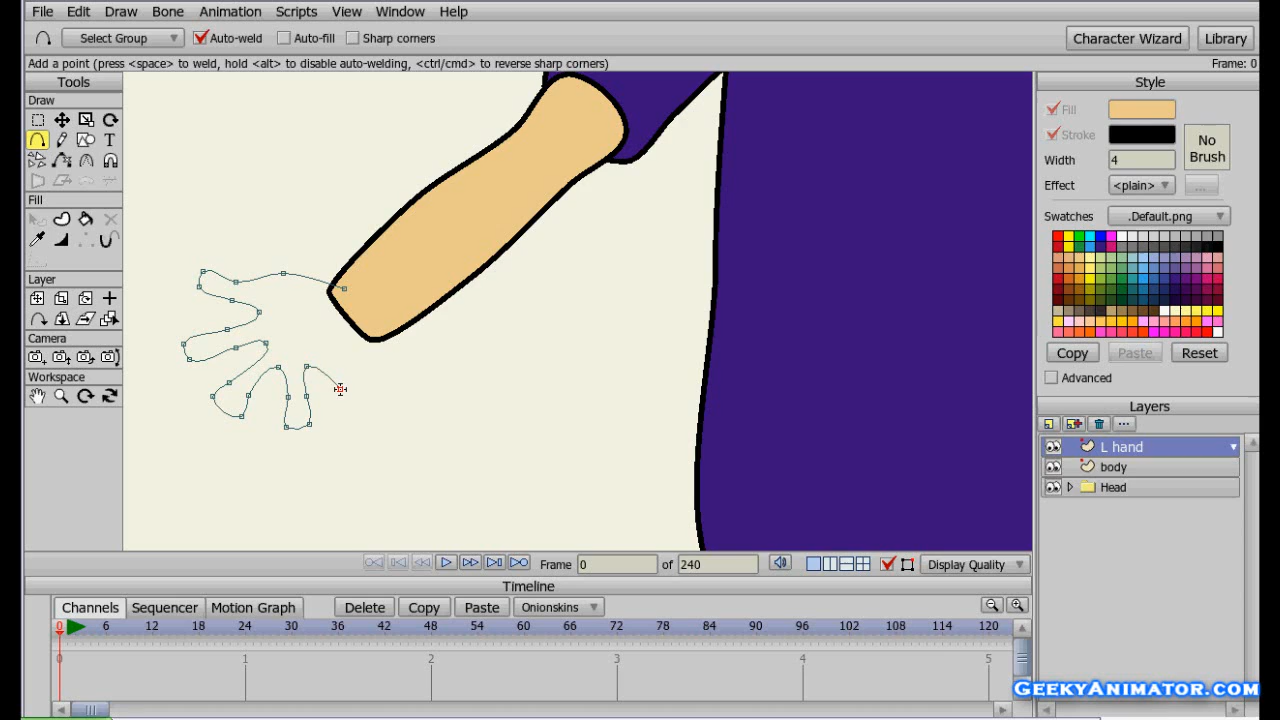 File Edit Draw Bone Animation Scripts View Window Help
Select Group Auto-weld Auto-fill Sharp corners Character Wizard Library
Add a point (press <space> to weld, hold <alt> to disable auto-welding, <ctrl/cmd> to reverse sharp corners) Frame: 0
Tools
Draw
T
Fill
Layer
Camera
Workspace
Style
Fill
Stroke
No Brush
Width 4
Effect <plain> ...
Swatches .Default.png
Copy Paste Reset
Advanced
Layers
L hand
body
Head
Frame 0 of 240 Display Quality
Timeline
Channels Sequencer Motion Graph Delete Copy Paste Onionskins
0 6 12 18 24 30 36 42 48 54 60 66 72 78 84 90 96 102 108 114 120
0 1 2 3 4 5
GeekyAnimator.com